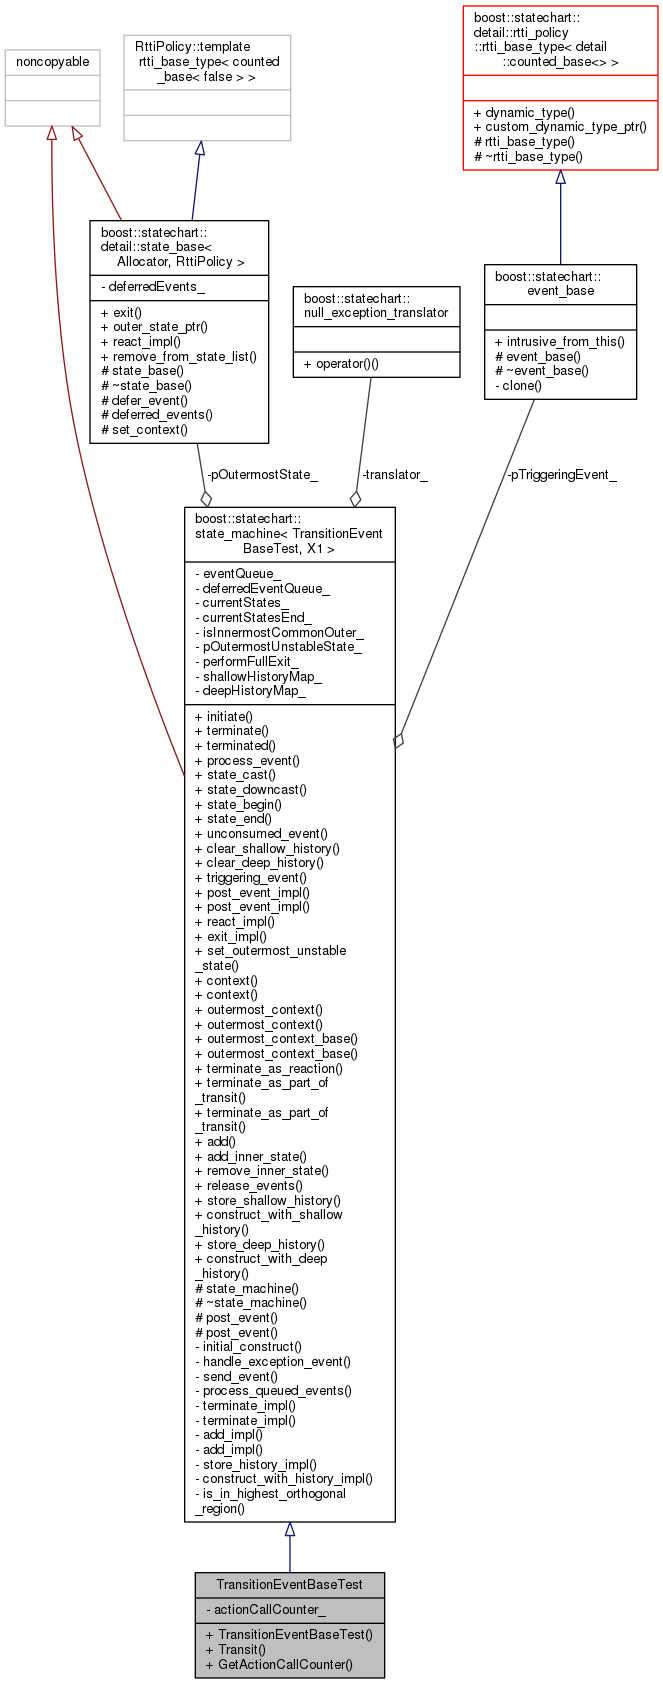 noncopyable
RttiPolicy::template
rtti_base_type< counted
_base< false > >
boost::statechart::
detail::rtti_policy
::rtti_base_type< detail
::counted_base<> >
+ dynamic_type()
+ custom_dynamic_type_ptr()
# rtti_base_type()
# ~rtti_base_type()
boost::statechart::
detail::state_base<
Allocator, RttiPolicy >
- deferredEvents_
+ exit()
+ outer_state_ptr()
+ react_impl()
+ remove_from_state_list()
# state_base()
# ~state_base()
# defer_event()
# deferred_events()
# set_context()
boost::statechart::
null_exception_translator
+ operator()()
boost::statechart::
event_base
+ intrusive_from_this()
# event_base()
# ~event_base()
- clone()
-pOutermostState_
-translator_
-pTriggeringEvent_
boost::statechart::
state_machine< TransitionEvent
BaseTest, X1 >
- eventQueue_
- deferredEventQueue_
- currentStates_
- currentStatesEnd_
- isInnermostCommonOuter_
- pOutermostUnstableState_
- performFullExit_
- shallowHistoryMap_
- deepHistoryMap_
+ initiate()
+ terminate()
+ terminated()
+ process_event()
+ state_cast()
+ state_downcast()
+ state_begin()
+ state_end()
+ unconsumed_event()
+ clear_shallow_history()
+ clear_deep_history()
+ triggering_event()
+ post_event_impl()
+ post_event_impl()
+ react_impl()
+ exit_impl()
+ set_outermost_unstable
_state()
+ context()
+ context()
+ outermost_context()
+ outermost_context()
+ outermost_context_base()
+ outermost_context_base()
+ terminate_as_reaction()
+ terminate_as_part_of
_transit()
+ terminate_as_part_of
_transit()
+ add()
+ add_inner_state()
+ remove_inner_state()
+ release_events()
+ store_shallow_history()
+ construct_with_shallow
_history()
+ store_deep_history()
+ construct_with_deep
_history()
# state_machine()
# ~state_machine()
# post_event()
# post_event()
- initial_construct()
- handle_exception_event()
- send_event()
- process_queued_events()
- terminate_impl()
- terminate_impl()
- add_impl()
- add_impl()
- store_history_impl()
- construct_with_history_impl()
- is_in_highest_orthogonal
_region()
TransitionEventBaseTest
- actionCallCounter_
+ TransitionEventBaseTest()
+ Transit()
+ GetActionCallCounter()